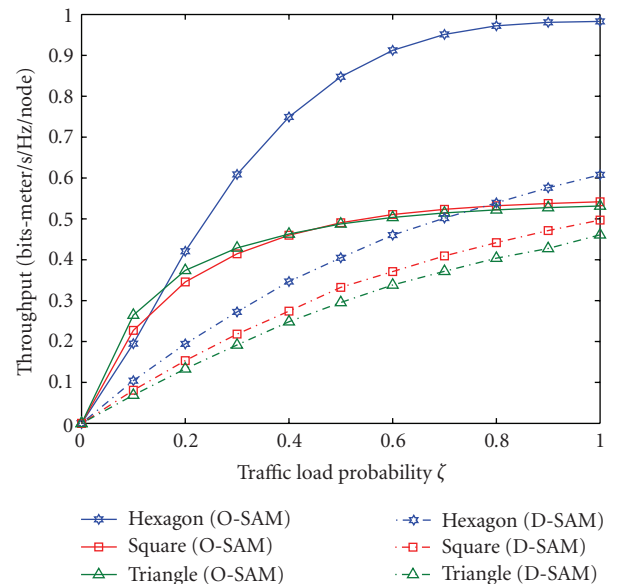 1
0.9
0.8
0.7
0.6
0.5
0.4
0.3
0.2
0.1
0
Throughput (bits-meter/s/Hz/node)
0 0.2 0.4 0.6 0.8 1
Traffic load probability ζ
Hexagon (O-SAM) Hexagon (D-SAM)
Square (O-SAM) Square (D-SAM)
Triangle (O-SAM) Triangle (D-SAM)